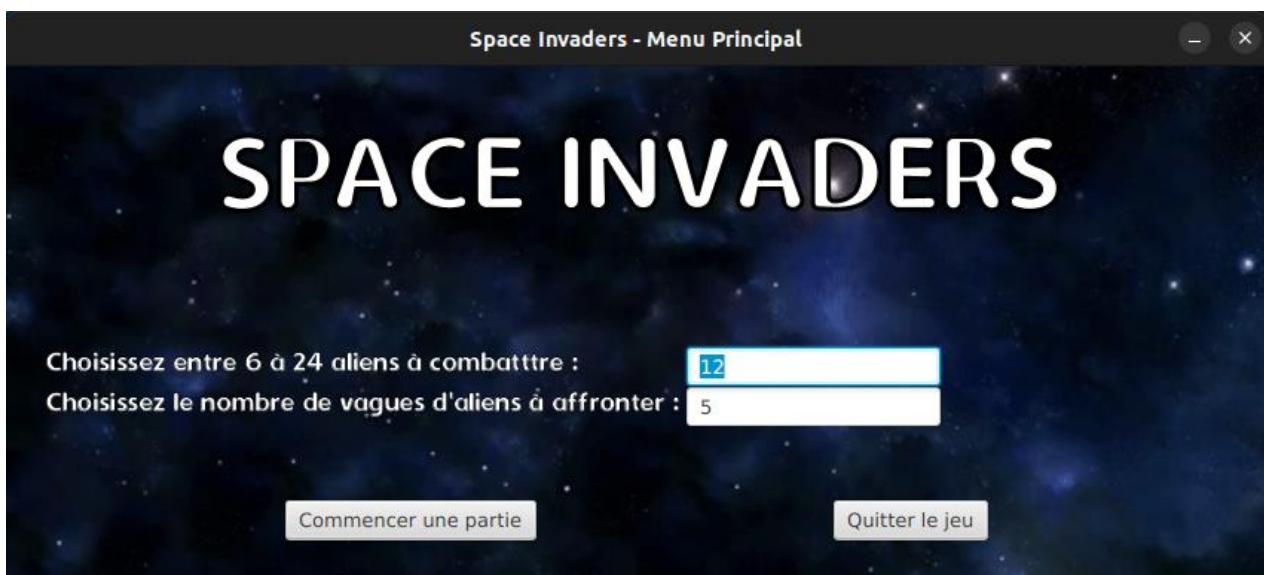 Space Invaders - Menu Principal
SPACE INVADERS
Choisissez entre 6 à 24 aliens à combatttre :
12
Choisissez le nombre de vagues d'aliens à affronter :
5
Commencer une partie
Quitter le jeu